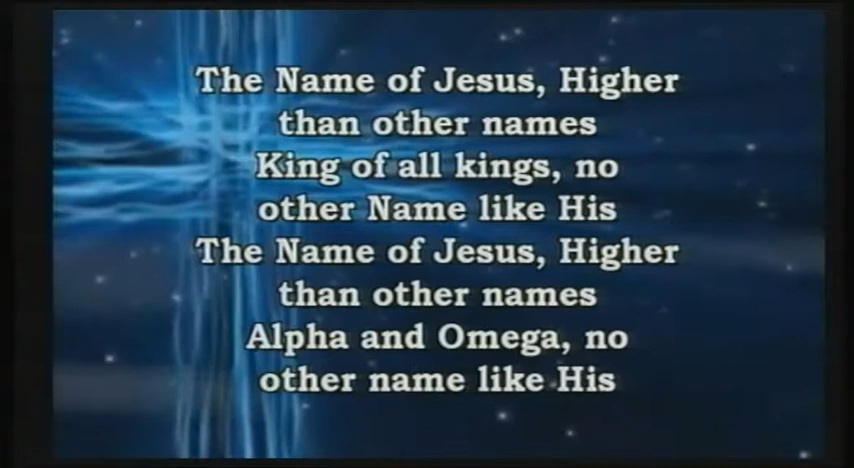 The Name of Jesus, Higher
than other names
King of all kings, no
other Name like His
The Name of Jesus, Higher
than other names
Alpha and Omega, no
other name like His